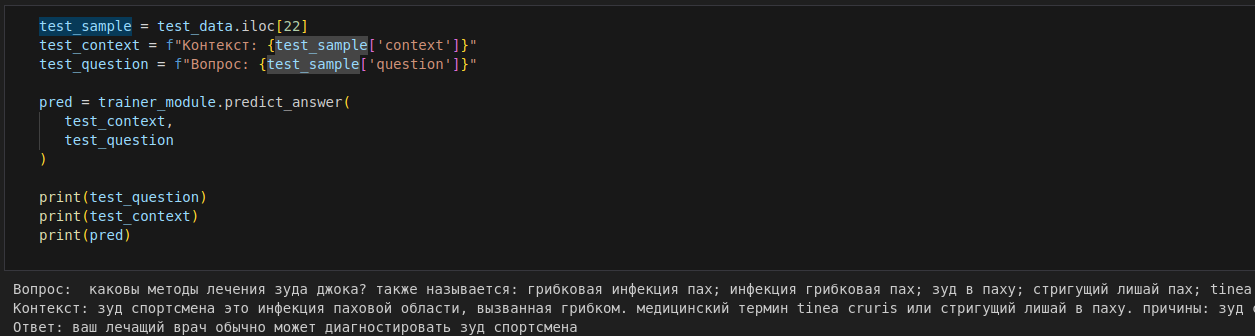 test_sample = test_data.iloc[22]
test_context = f"Контекст: {test_sample['context']}"
test_question = f"Вопрос: {test_sample['question']}"
pred = trainer_module.predict_answer(
test_context,
test_question
)
print(test_question)
print(test_context)
print(pred)
Вопрос:  каковы методы лечения зуда джока? также называется: грибковая инфекция пах; инфекция грибковая пах; зуд в паху; стригущий лишай пах; tinea
Контекст: зуд спортсмена это инфекция паховой области, вызванная грибком. медицинский термин tinea cruris или стригущий лишай в паху. причины: зуд
Ответ: ваш лечащий врач обычно может диагностировать зуд спортсмена